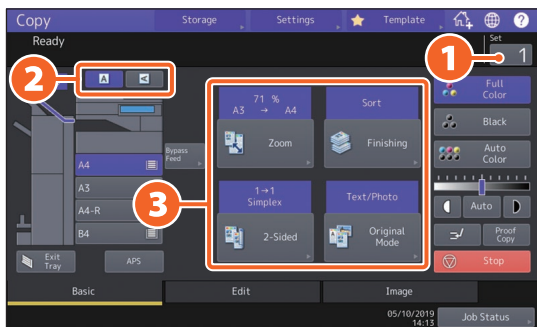 Copy
Storage
Settings
Template
?
Ready
Set
1
1
2
A
A
71 %
A3 → A4
Zoom
Sort
Finishing
Full
Color
Black
Auto
Color
Bypass
Feed
A4
A3
A4-R
B4
3
1→1
Simplex
2-Sided
Text/Photo
Original
Mode
Auto
Proof
Copy
Exit
Tray
APS
Stop
Basic
Edit
Image
05/10/2019
14:13
Job Status